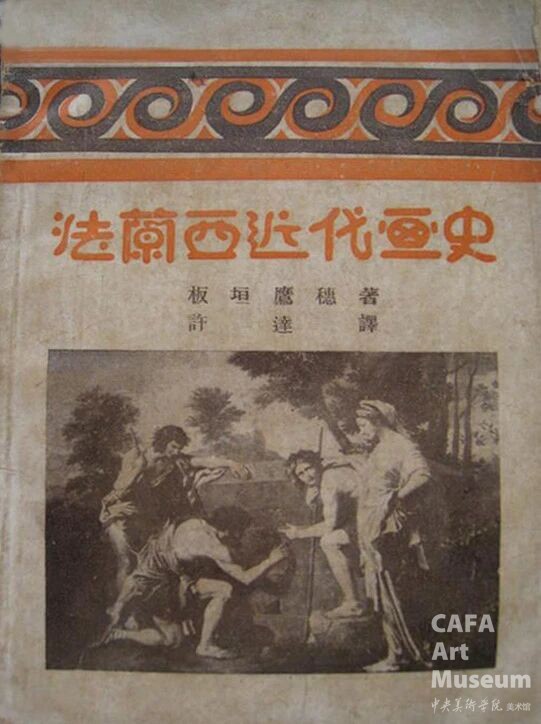 法蘭西近代画史
板垣鷹穗著
許達譯
CAFA
Art
Museum
中央美術學院 美术馆